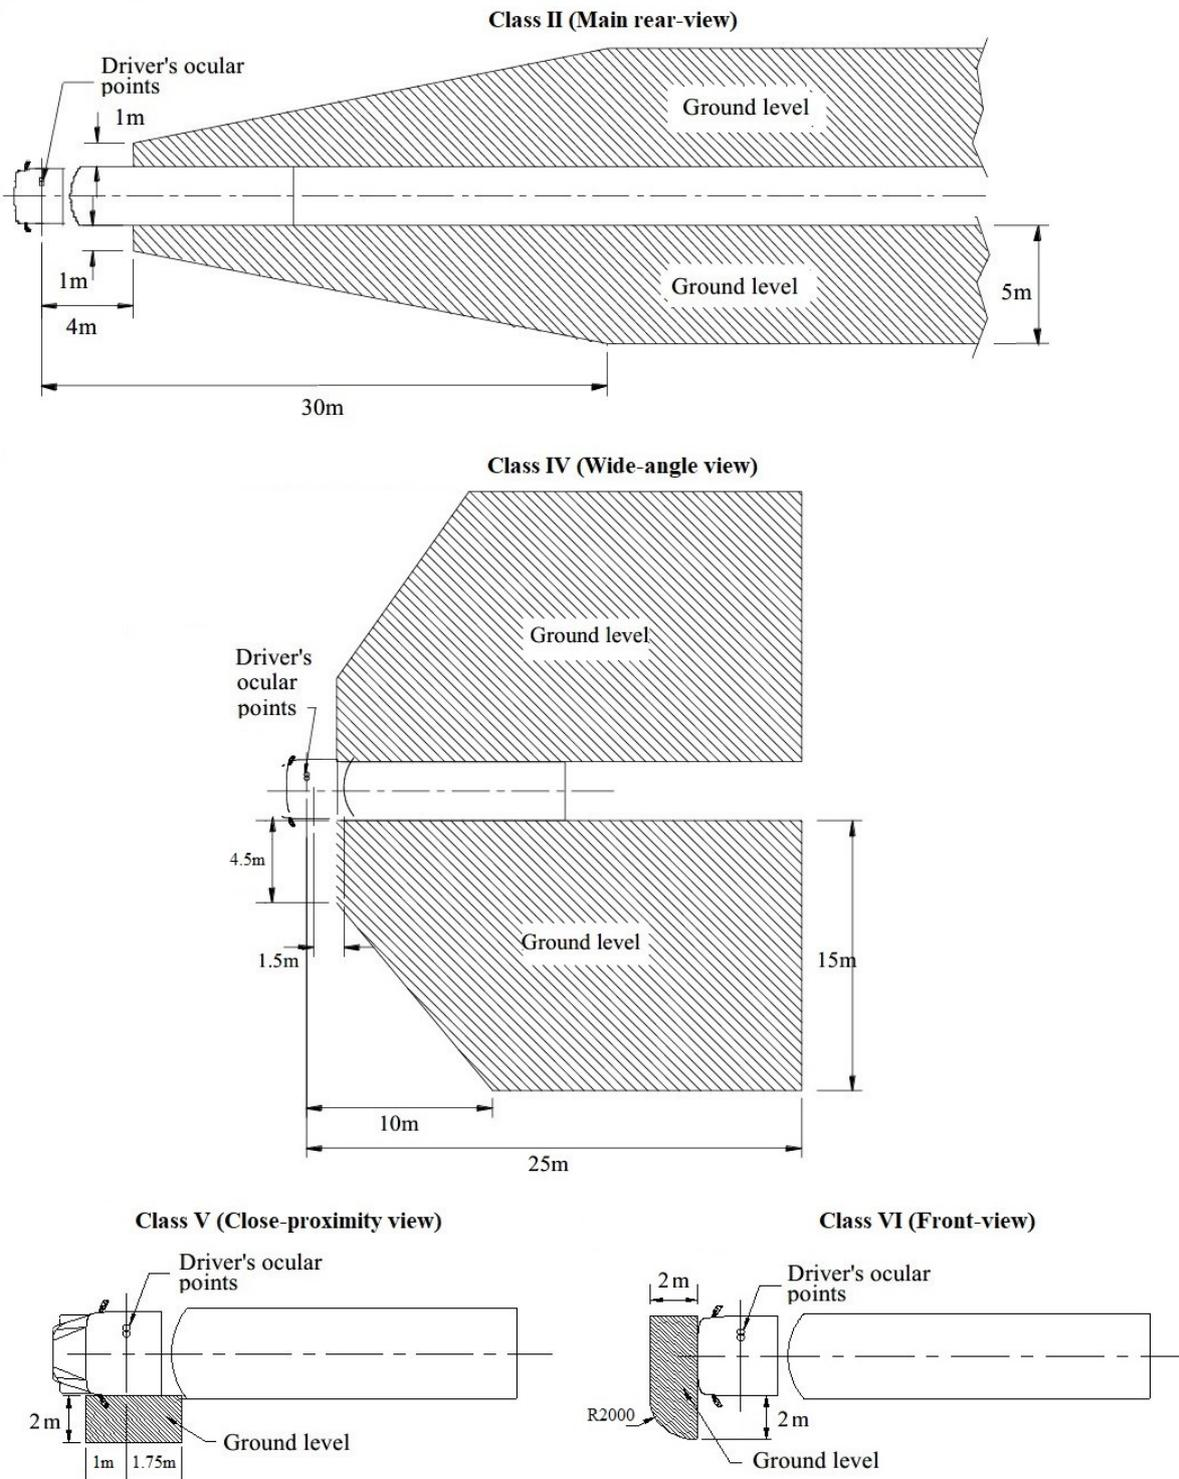 Class II (Main rear-view)
Driver's ocular
points
1m
Ground level
Ground level
1m
4m
5m
30m
Class IV (Wide-angle view)
Ground level
Driver's
ocular
points
4.5m
Ground level
1.5m
15m
10m
25m
Class V (Close-proximity view)
Driver's ocular
points
2m
Ground level
1m
1.75m
Class VI (Front-view)
2m
Driver's ocular
points
R2000
2m
Ground level